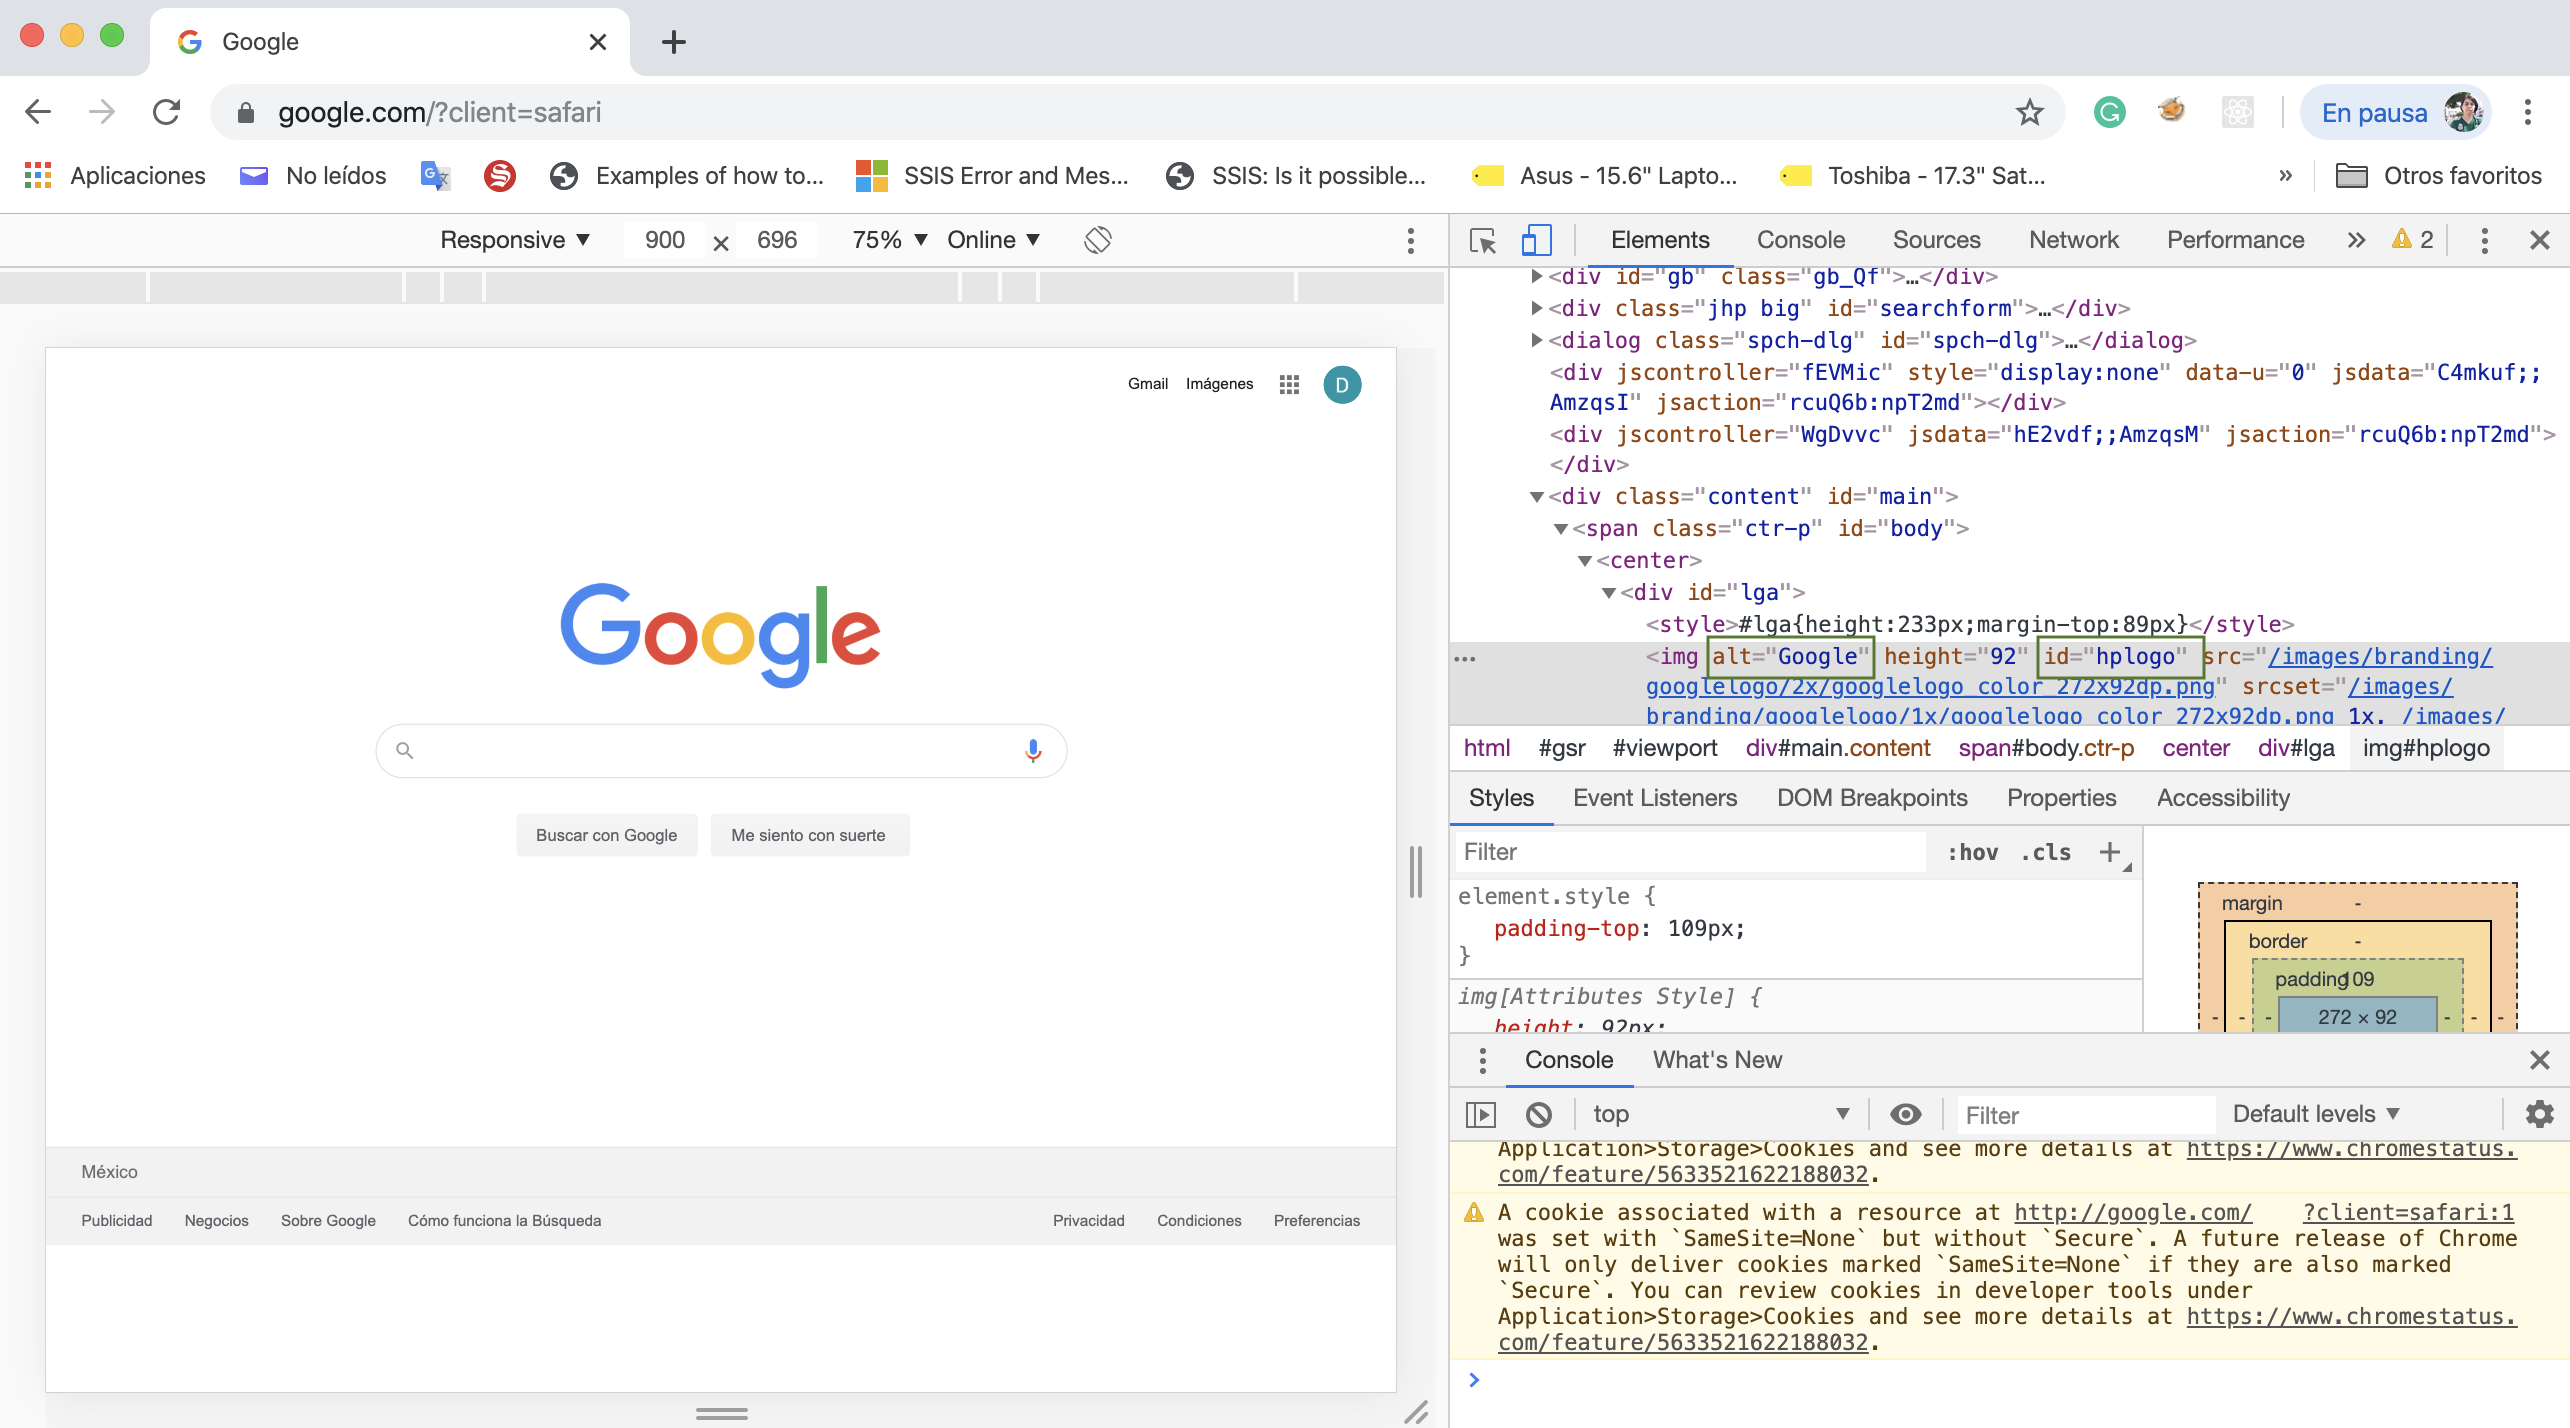 Google
google.com/?client=safari
En pausa
Aplicaciones No leídos Examples of how to... SSIS Error and Mes... SSIS: Is it possible... Asus - 15.6" Lapto... Toshiba - 17.3" Sat... » Otros favoritos
Responsive ▼ 900 × 696 75% ▼ Online ▼
Gmail Imágenes D
Google
Buscar con Google Me siento con suerte
México
Publicidad Negocios Sobre Google Cómo funciona la Búsqueda Privacidad Condiciones Preferencias
Elements Console Sources Network Performance » 2
<div id="gb" class="gb_Qf">…</div>
<div class="jhp big" id="searchform">…</div>
<dialog class="spch-dlg" id="spch-dlg">…</dialog>
<div jscontroller="fEVMic" style="display:none" data-u="0" jsdata="C4mkuf;;
AmzqsI" jsaction="rcuQ6b:npT2md"></div>
<div jscontroller="WgDvvc" jsdata="hE2vdf;;AmzqsM" jsaction="rcuQ6b:npT2md">
</div>
<div class="content" id="main">
<span class="ctr-p" id="body">
<center>
<div id="lga">
<style>#lga{height:233px;margin-top:89px}</style>
<img alt="Google" height="92" id="hplogo" src="/images/branding/
googlelogo/2x/googlelogo_color_272x92dp.png" srcset="/images/
branding/googlelogo/1x/googlelogo_color_272x92dp.png 1x, /images/
html #gsr #viewport div#main.content span#body.ctr-p center div#lga img#hplogo
Styles Event Listeners DOM Breakpoints Properties Accessibility
Filter :hov .cls +
element.style {
padding-top: 109px;
}
img[Attributes Style] {
height: 92px;
margin -
border -
padding 109
- - - 272 × 92 - - -
Console What's New
top ▼ Filter Default levels ▼
Application>Storage>Cookies and see more details at https://www.chromestatus.
com/feature/5633521622188032.
A cookie associated with a resource at http://google.com/ ?client=safari:1
was set with `SameSite=None` but without `Secure`. A future release of Chrome
will only deliver cookies marked `SameSite=None` if they are also marked
`Secure`. You can review cookies in developer tools under
Application>Storage>Cookies and see more details at https://www.chromestatus.
com/feature/5633521622188032.
>